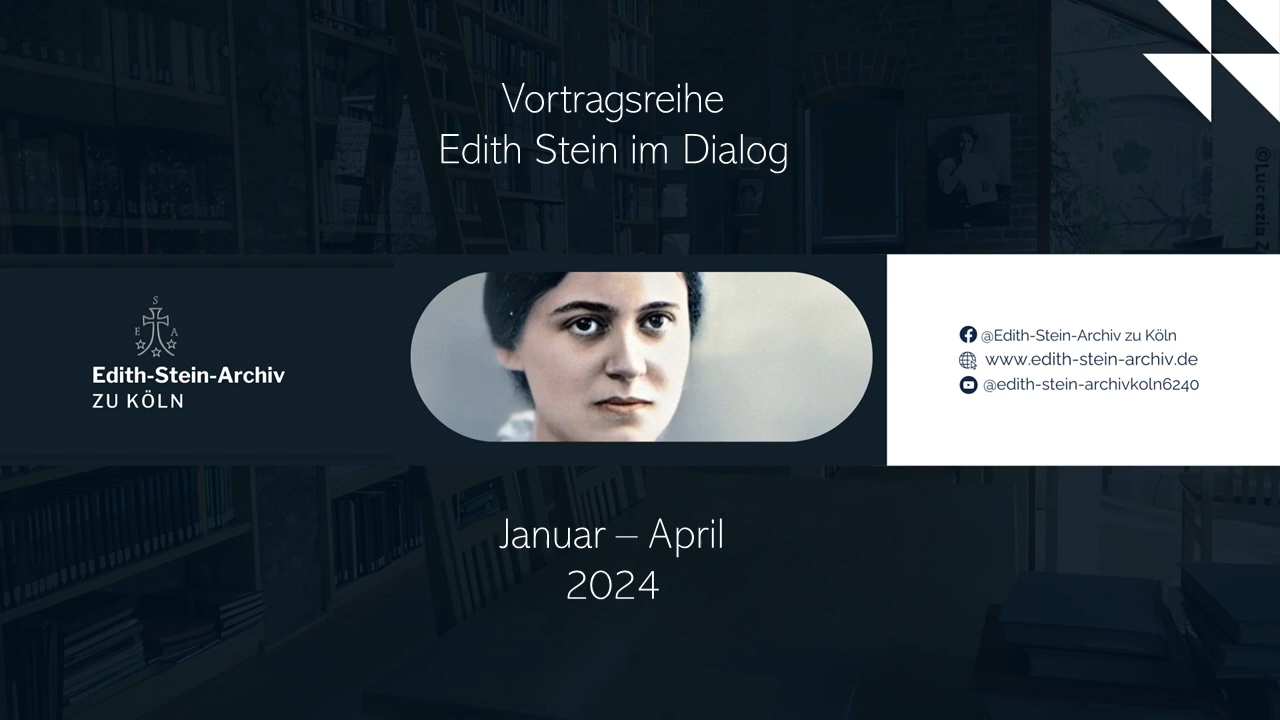 Vortragsreihe
Edith Stein im Dialog
©Lucrezia
S
E A
Edith-Stein-Archiv
ZU KÖLN
@Edith-Stein-Archiv zu Köln
www.edith-stein-archiv.de
@edith-stein-archivkoln6240
Januar – April
2024